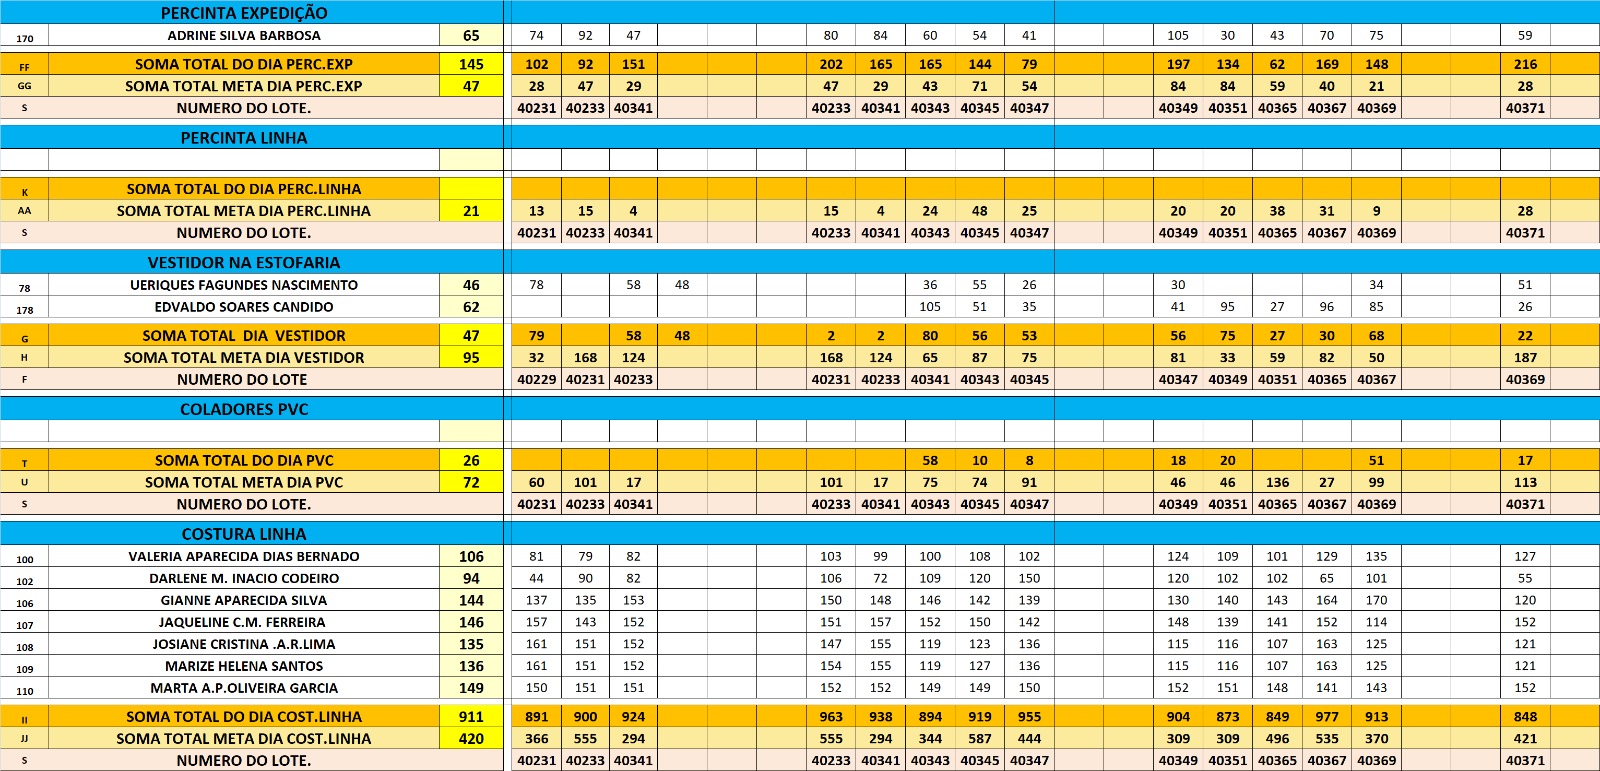 PERCINTA EXPEDIÇÃO
170 ADRINE SILVA BARBOSA 65 74 92 47 80 84 60 54 41 105 30 43 70 75 59
FF SOMA TOTAL DO DIA PERC.EXP 145 102 92 151 202 165 165 144 79 197 134 62 169 148 216
GG SOMA TOTAL META DIA PERC.EXP 47 28 47 29 47 29 43 71 54 84 84 59 40 21 28
S NUMERO DO LOTE. 40231 40233 40341 40233 40341 40343 40345 40347 40349 40351 40365 40367 40369 40371
PERCINTA LINHA
K SOMA TOTAL DO DIA PERC.LINHA
AA SOMA TOTAL META DIA PERC.LINHA 21 13 15 4 15 4 24 48 25 20 20 38 31 9 28
S NUMERO DO LOTE. 40231 40233 40341 40233 40341 40343 40345 40347 40349 40351 40365 40367 40369 40371
VESTIDOR NA ESTOFARIA
78 UERIQUES FAGUNDES NASCIMENTO 46 78 58 48 36 55 26 30 34 51
178 EDVALDO SOARES CANDIDO 62 105 51 35 41 95 27 96 85 26
G SOMA TOTAL DIA VESTIDOR 47 79 58 48 2 2 80 56 53 56 75 27 30 68 22
H SOMA TOTAL META DIA VESTIDOR 95 32 168 124 168 124 65 87 75 81 33 59 82 50 187
F NUMERO DO LOTE 40229 40231 40233 40231 40233 40341 40343 40345 40347 40349 40351 40365 40367 40369
COLADORES PVC
T SOMA TOTAL DO DIA PVC 26 58 10 8 18 20 51 17
U SOMA TOTAL META DIA PVC 72 60 101 17 101 17 75 74 91 46 46 136 27 99 113
S NUMERO DO LOTE. 40231 40233 40341 40233 40341 40343 40345 40347 40349 40351 40365 40367 40369 40371
COSTURA LINHA
100 VALERIA APARECIDA DIAS BERNADO 106 81 79 82 103 99 100 108 102 124 109 101 129 135 127
102 DARLENE M. INACIO CODEIRO 94 44 90 82 106 72 109 120 150 120 102 102 65 101 55
106 GIANNE APARECIDA SILVA 144 137 135 153 150 148 146 142 139 130 140 143 164 170 120
107 JAQUELINE C.M. FERREIRA 146 157 143 152 151 157 152 150 142 148 139 141 152 114 152
108 JOSIANE CRISTINA .A.R.LIMA 135 161 151 152 147 155 119 123 136 115 116 107 163 125 121
109 MARIZE HELENA SANTOS 136 161 151 152 154 155 119 127 136 115 116 107 163 125 121
110 MARTA A.P.OLIVEIRA GARCIA 149 150 151 151 152 152 149 149 150 152 151 148 141 143 152
II SOMA TOTAL DO DIA COST.LINHA 911 891 900 924 963 938 894 919 955 904 873 849 977 913 848
JJ SOMA TOTAL META DIA COST.LINHA 420 366 555 294 555 294 344 587 444 309 309 496 535 370 421
S NUMERO DO LOTE. 40231 40233 40341 40233 40341 40343 40345 40347 40349 40351 40365 40367 40369 40371